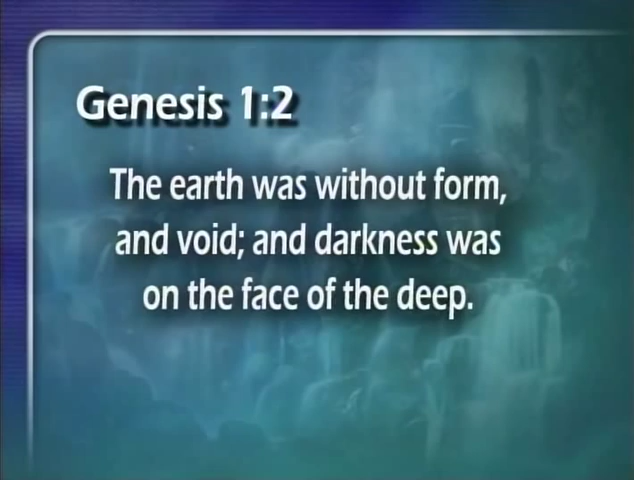 Genesis 1:2
The earth was without form,
and void; and darkness was
on the face of the deep.